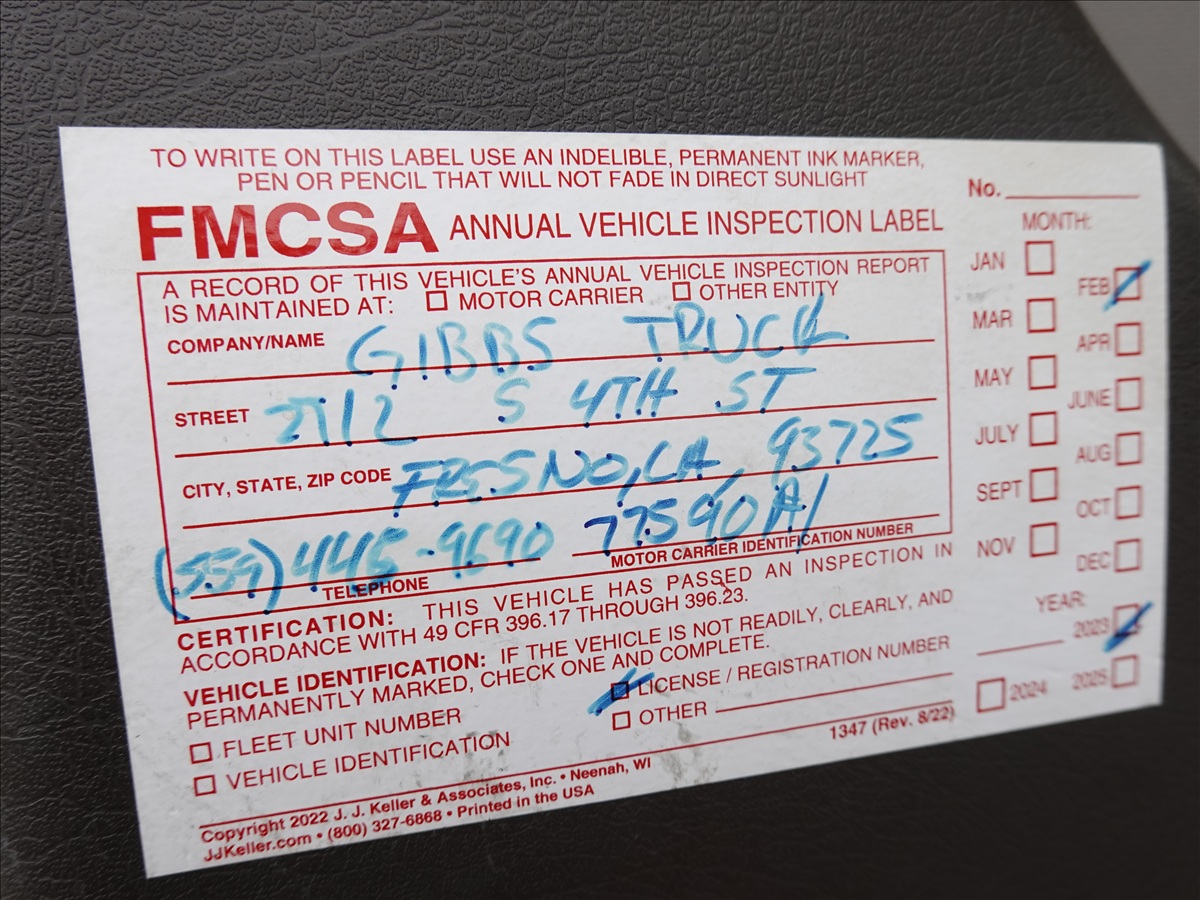 TO WRITE ON THIS LABEL USE AN INDELIBLE, PERMANENT INK MARKER,
PEN OR PENCIL THAT WILL NOT FADE IN DIRECT SUNLIGHT
FMCSA ANNUAL VEHICLE INSPECTION LABEL
No.
A RECORD OF THIS VEHICLE'S ANNUAL VEHICLE INSPECTION REPORT
IS MAINTAINED AT: MOTOR CARRIER OTHER ENTITY
COMPANY/NAME GIBBS TRUCK
STREET S 4TH ST
CITY, STATE, ZIP CODE FRESNO, CA, 93725
(559) 445-9690 77590A1
TELEPHONE MOTOR CARRIER IDENTIFICATION NUMBER
CERTIFICATION: THIS VEHICLE HAS PASSED AN INSPECTION IN
ACCORDANCE WITH 49 CFR 396.17 THROUGH 396.23.
VEHICLE IDENTIFICATION: IF THE VEHICLE IS NOT READILY, CLEARLY, AND
PERMANENTLY MARKED, CHECK ONE AND COMPLETE.
FLEET UNIT NUMBER LICENSE / REGISTRATION NUMBER
VEHICLE IDENTIFICATION OTHER
MONTH:
JAN FEB
MAR APR
MAY JUNE
JULY AUG
SEPT OCT
NOV DEC
YEAR:
2023
2024 2025
1347 (Rev. 8/22)
Copyright 2022 J. J. Keller & Associates, Inc. • Neenah, WI
JJKeller.com • (800) 327-6868 • Printed in the USA